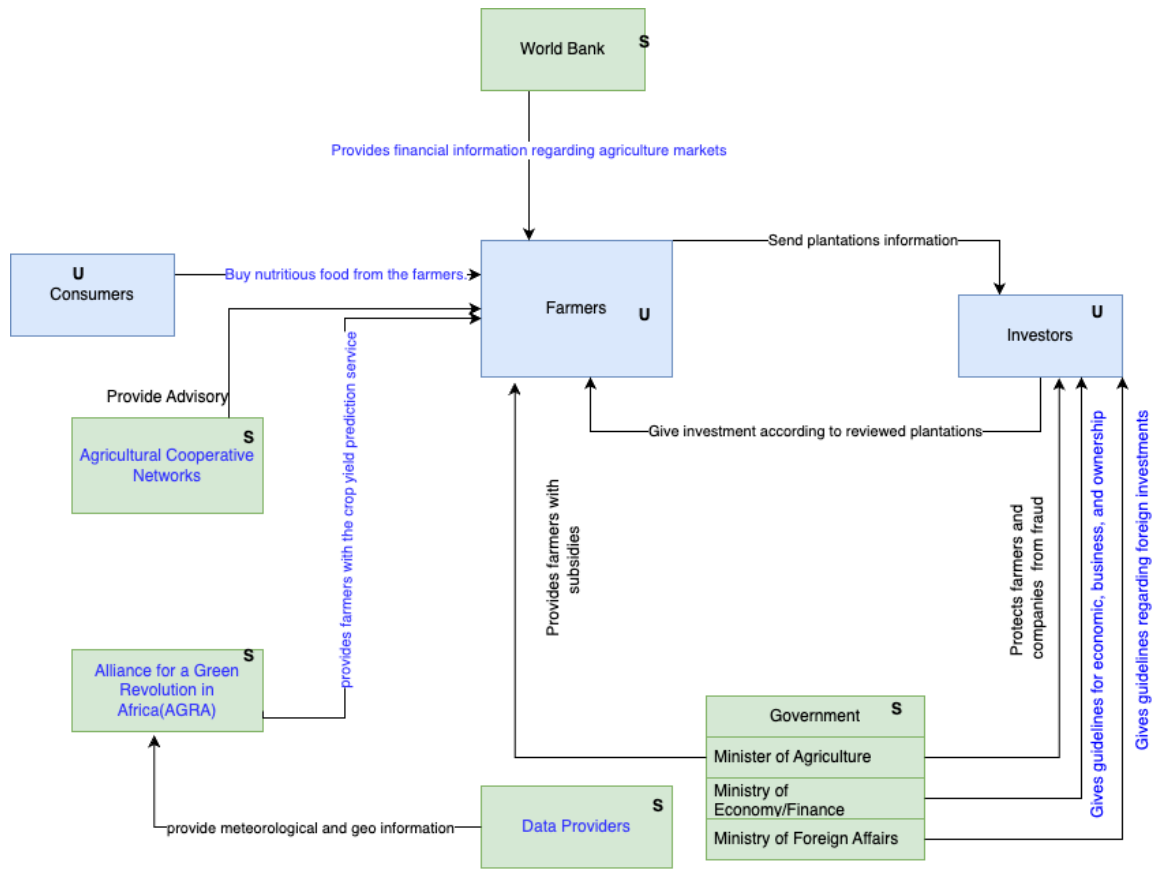 World Bank
S
Provides financial information regarding agriculture markets
Send plantations information
U
Consumers
Buy nutritious food from the farmers.
Farmers
U
U
Investors
Provide Advisory
S
Agricultural Cooperative
Networks
provides farmers with the crop yield prediction service
Give investment according to reviewed plantations
Provides farmers with
subsidies
Protects farmers and
companies from fraud
Gives guidelines for economic, business, and ownership
Gives guidelines regarding foreign investments
S
Alliance for a Green
Revolution in
Africa(AGRA)
Government
S
Minister of Agriculture
Ministry of
Economy/Finance
Ministry of Foreign Affairs
provide meteorological and geo information
S
Data Providers